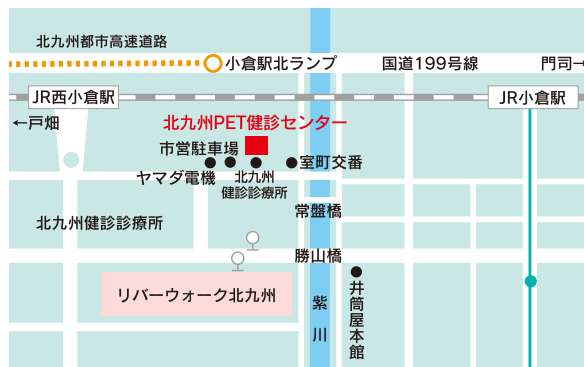 北九州都市高速道路
小倉駅北ランプ
国道199号線
門司→
JR西小倉駅
JR小倉駅
←戸畑
北九州PET健診センター
市営駐車場
室町交番
ヤマダ電機
北九州
健診診療所
北九州健診診療所
常盤橋
勝山橋
リバーウォーク北九州
紫川
井筒屋本館